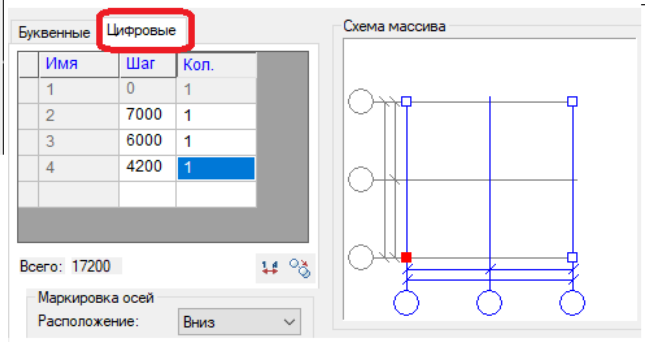 Буквенные Цифровые
Имя Шаг Кол.
1 0 1
2 7000 1
3 6000 1
4 4200 1
Всего: 17200
Маркировка осей
Расположение: Вниз
Схема массива